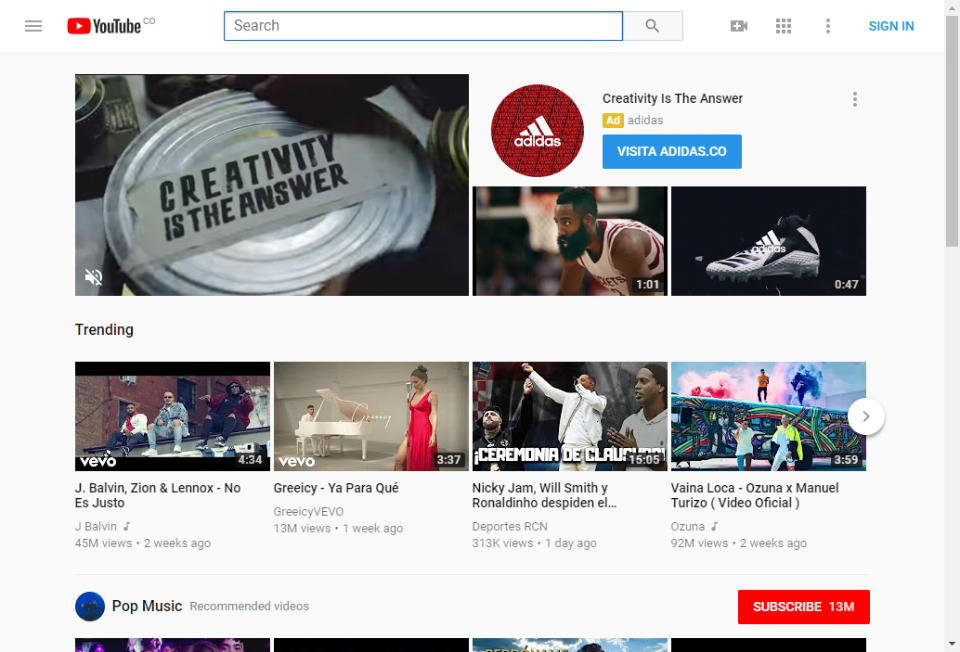 YouTube CO
Search
SIGN IN
CREATIVITY
IS THE ANSWER
adidas
Creativity Is The Answer
Ad adidas
VISITA ADIDAS.CO
1:01
adidas
0:47
Trending
vevo
4:34
Greeicy
vevo
3:37
¡CEREMONIA DE CLAUSURA!
15:05
3:59
J. Balvin, Zion & Lennox - No
Es Justo
J Balvin
45M views • 2 weeks ago
Greeicy - Ya Para Qué
GreeicyVEVO
13M views • 1 week ago
Nicky Jam, Will Smith y
Ronaldinho despiden el...
Deportes RCN
313K views • 1 day ago
Vaina Loca - Ozuna x Manuel
Turizo ( Video Oficial )
Ozuna
92M views • 2 weeks ago
Pop Music Recommended videos
SUBSCRIBE 13M